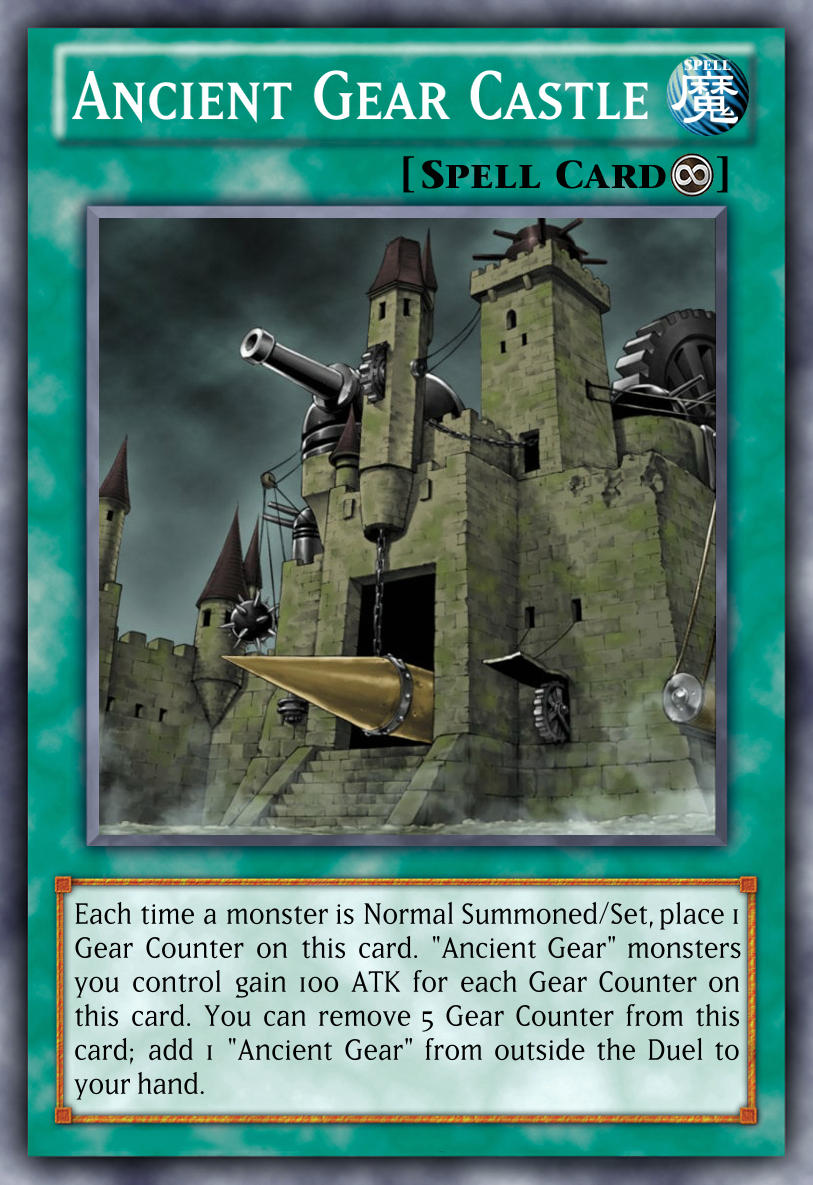 Ancient Gear Castle
SPELL
魔
[Spell Card∞]
Each time a monster is Normal Summoned/Set, place 1
Gear Counter on this card. "Ancient Gear" monsters
you control gain 100 ATK for each Gear Counter on
this card. You can remove 5 Gear Counter from this
card; add 1 "Ancient Gear" from outside the Duel to
your hand.